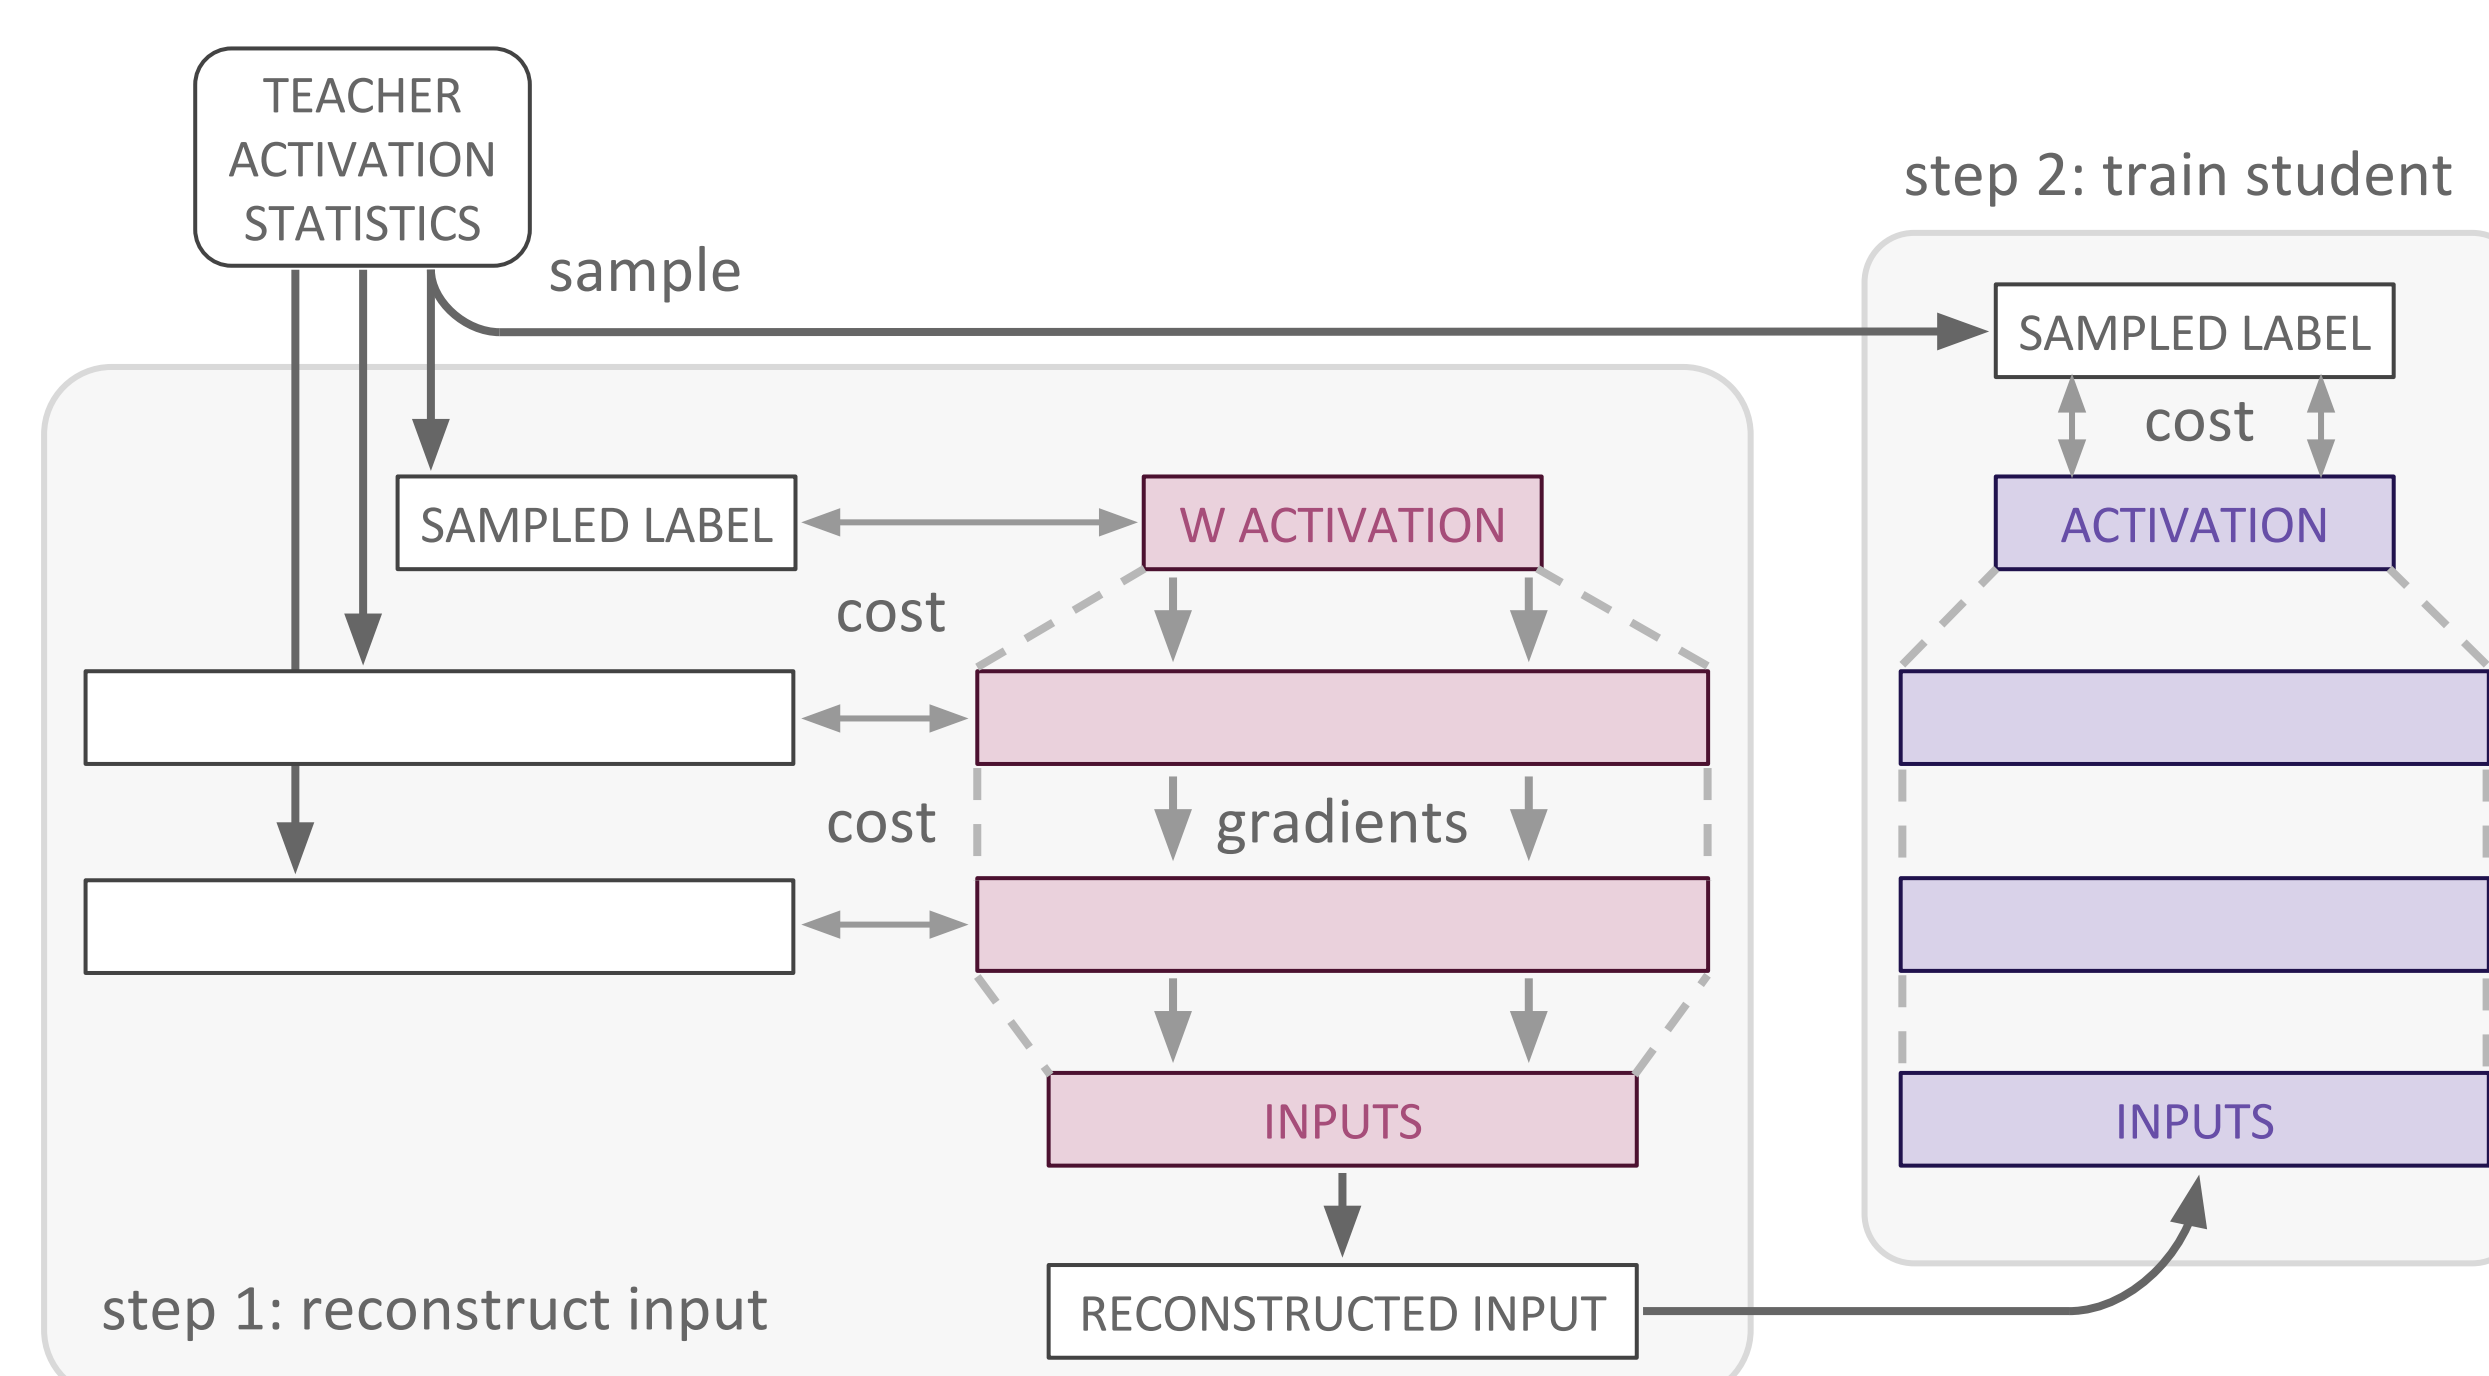 TEACHER
ACTIVATION
STATISTICS
sample
step 2: train student
SAMPLED LABEL
cost
SAMPLED LABEL
W ACTIVATION
ACTIVATION
cost
cost
gradients
INPUTS
INPUTS
step 1: reconstruct input
RECONSTRUCTED INPUT